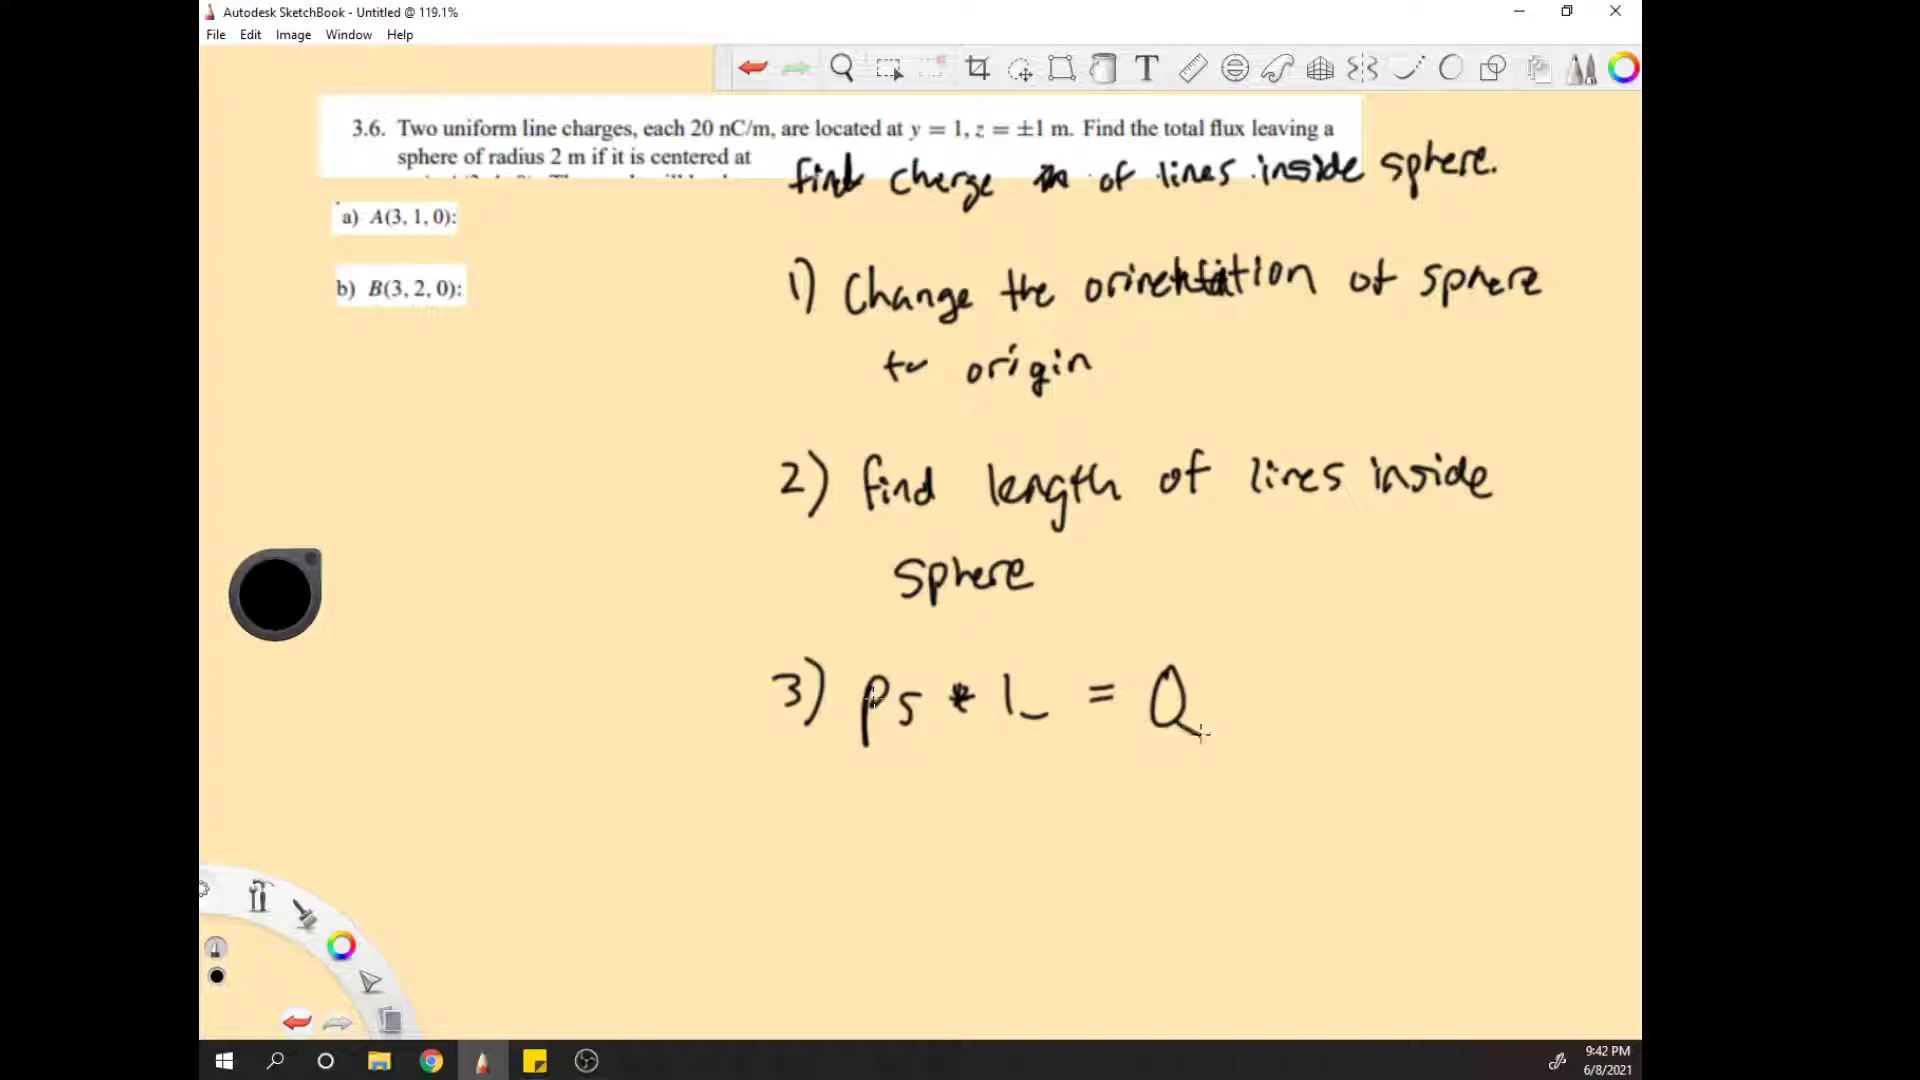 Autodesk SketchBook - Untitled @ 119.1%
File Edit Image Window Help
3.6. Two uniform line charges, each 20 nC/m, are located at y = 1, z = ±1 m. Find the total flux leaving a
sphere of radius 2 m if it is centered at
find charge of lines inside sphere.
a) A(3, 1, 0):
b) B(3, 2, 0):
1) Change the of sphere
to origin
2) find length of lines inside
sphere
3) ρs * L = Q
9:42 PM
6/8/2021